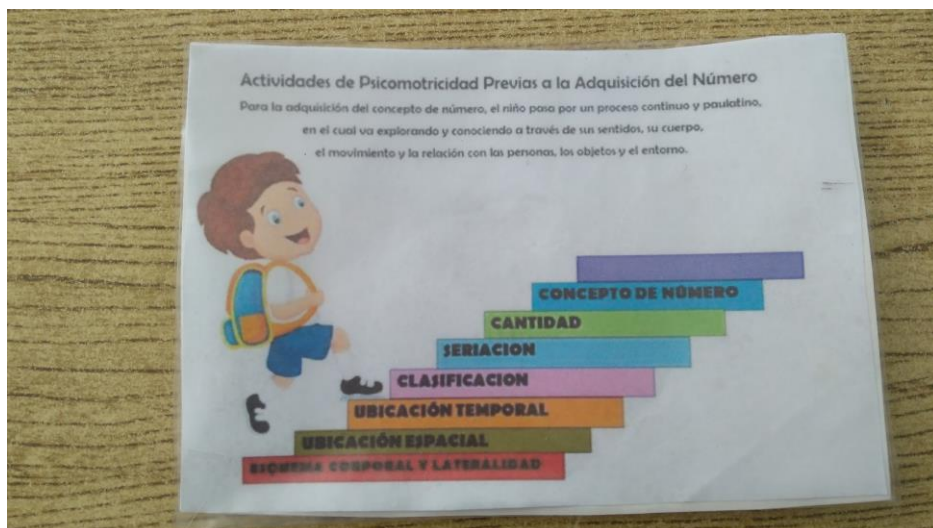 Actividades de Psicomotricidad Previas a la Adquisición del Número
Para la adquisición del concepto de número, el niño pasa por un proceso continuo y paulatino,
en el cual va explorando y conociendo a través de sus sentidos, su cuerpo,
el movimiento y la relación con las personas, los objetos y el entorno.
CONCEPTO DE NÚMERO
CANTIDAD
SERIACION
CLASIFICACION
UBICACIÓN TEMPORAL
UBICACIÓN ESPACIAL
ESQUEMA CORPORAL Y LATERALIDAD